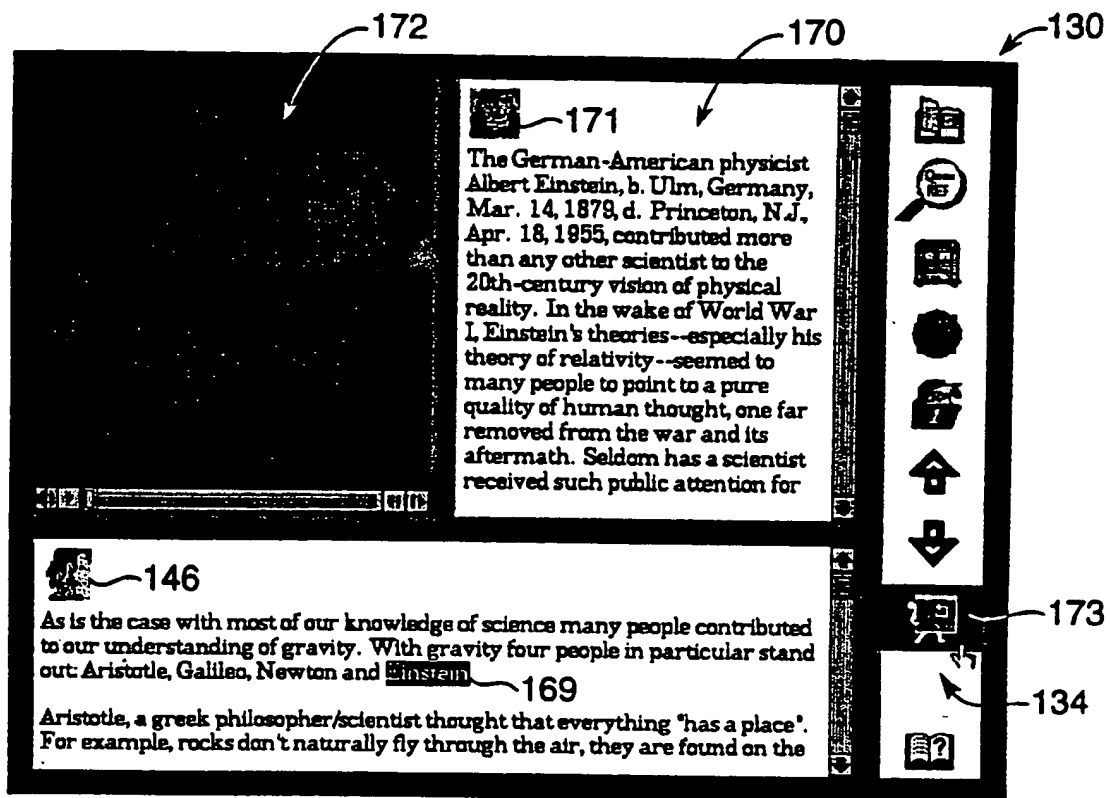 172
170
130
171
The German-American physicist
Albert Einstein, b. Ulm, Germany,
Mar. 14, 1879, d. Princeton, N.J.,
Apr. 18, 1955, contributed more
than any other scientist to the
20th-century vision of physical
reality. In the wake of World War
I, Einstein's theories--especially his
theory of relativity--seemed to
many people to point to a pure
quality of human thought, one far
removed from the war and its
aftermath. Seldom has a scientist
received such public attention for
REF
146
As is the case with most of our knowledge of science many people contributed
to our understanding of gravity. With gravity four people in particular stand
out: Aristotle, Galileo, Newton and Einstein
169
Aristotle, a greek philosopher/scientist thought that everything "has a place".
For example, rocks don't naturally fly through the air, they are found on the
173
134
?